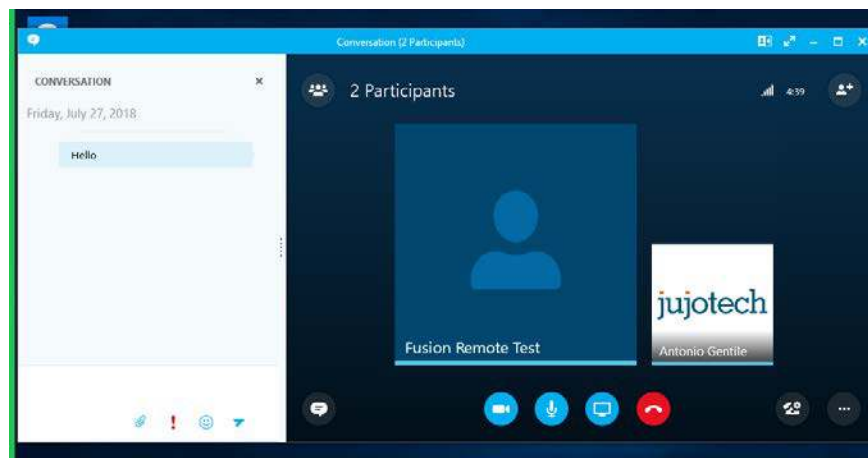 Conversation (2 Participants)
CONVERSATION
Friday, July 27, 2018
Hello
2 Participants
4:39
Fusion Remote Test
jujotech
Antonio Gentile